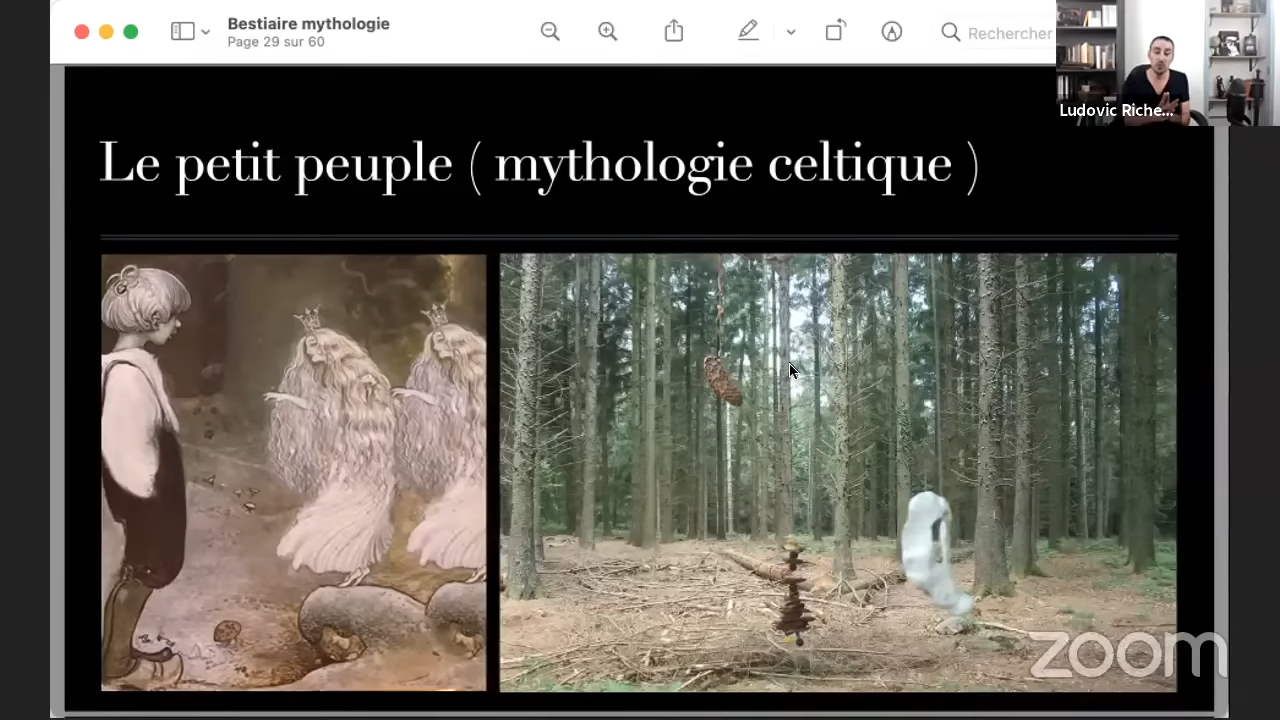 Bestiaire mythologie
Page 29 sur 60
Rechercher
Ludovic Riche...
Le petit peuple ( mythologie celtique )
zoom